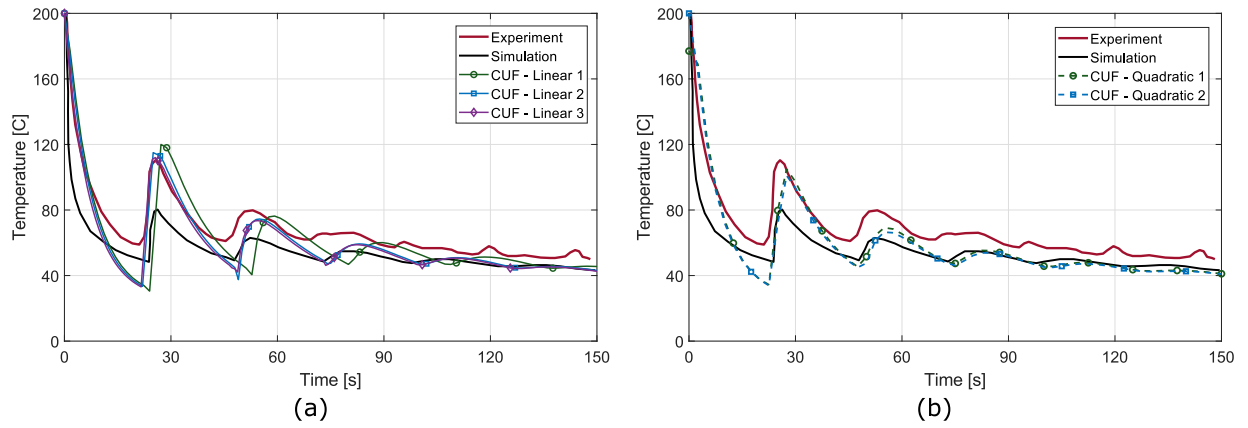 200
160
120
80
40
0
Temperature [C]
0 30 60 90 120 150
Time [s]
Experiment
Simulation
CUF - Linear 1
CUF - Linear 2
CUF - Linear 3
(a)
200
160
120
80
40
0
Temperature [C]
0 30 60 90 120 150
Time [s]
Experiment
Simulation
CUF - Quadratic 1
CUF - Quadratic 2
(b)